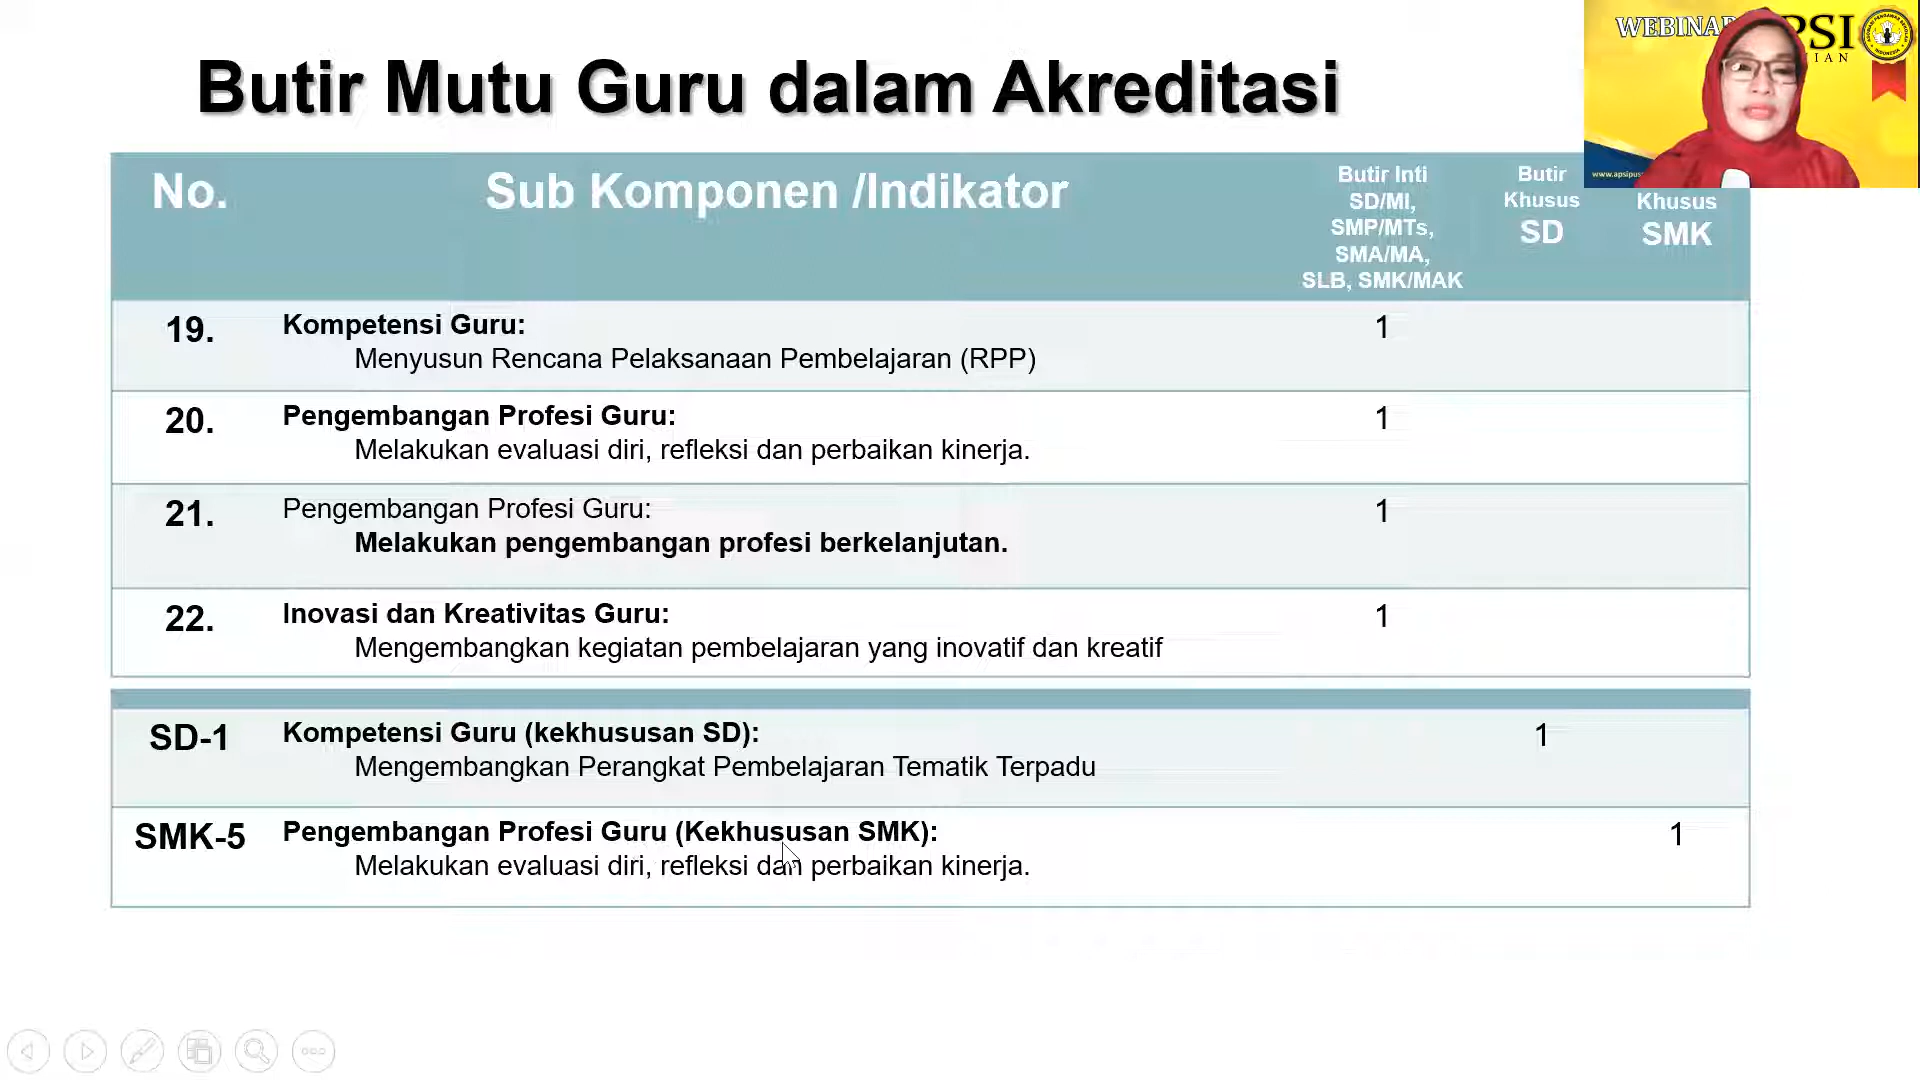 Butir Mutu Guru dalam Akreditasi
WEBINAR
PSI
IAN
www.apsipus
No.
Sub Komponen /Indikator
Butir Inti
SD/MI,
SMP/MTs,
SMA/MA,
SLB, SMK/MAK
Butir
Khusus
SD
Khusus
SMK
19.
Kompetensi Guru:
Menyusun Rencana Pelaksanaan Pembelajaran (RPP)
1
20.
Pengembangan Profesi Guru:
Melakukan evaluasi diri, refleksi dan perbaikan kinerja.
1
21.
Pengembangan Profesi Guru:
Melakukan pengembangan profesi berkelanjutan.
1
22.
Inovasi dan Kreativitas Guru:
Mengembangkan kegiatan pembelajaran yang inovatif dan kreatif
1
SD-1
Kompetensi Guru (kekhususan SD):
Mengembangkan Perangkat Pembelajaran Tematik Terpadu
1
SMK-5
Pengembangan Profesi Guru (Kekhususan SMK):
Melakukan evaluasi diri, refleksi dan perbaikan kinerja.
1